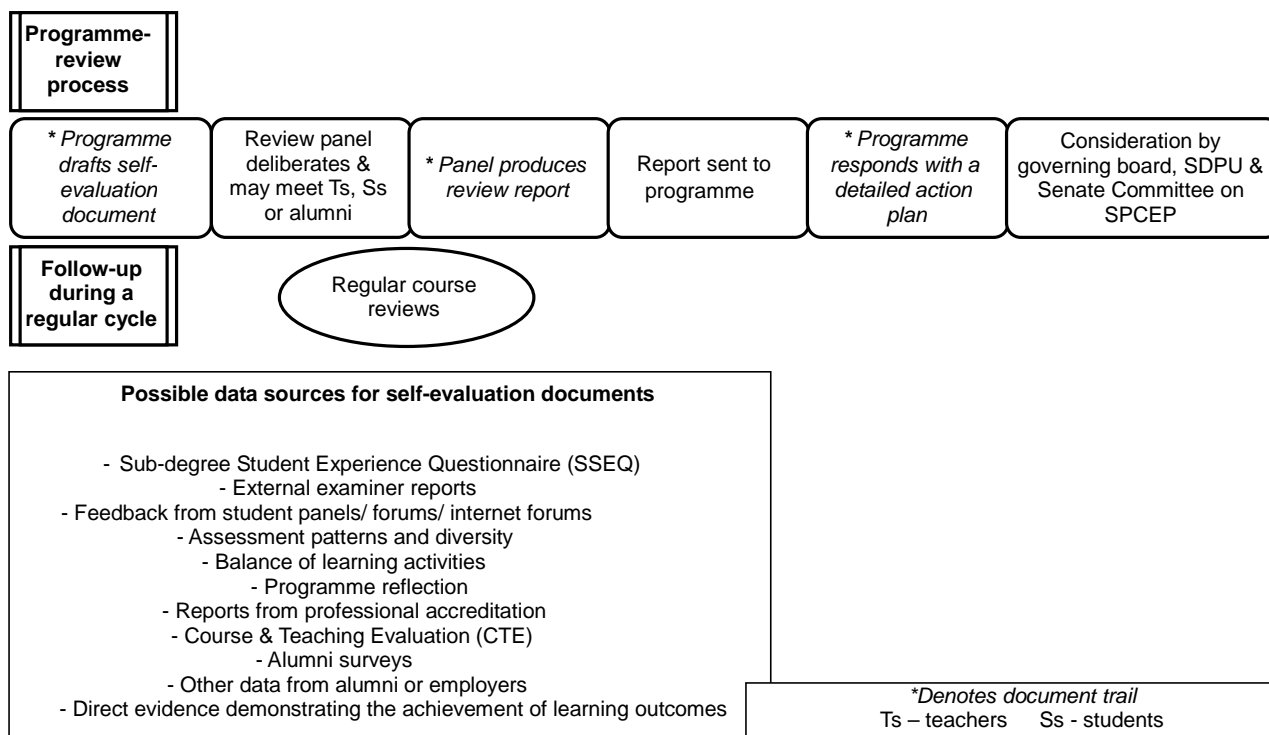 Programme-
review
process
* Programme
drafts self-
evaluation
document
Review panel
deliberates &
may meet Ts, Ss
or alumni
* Panel produces
review report
Report sent to
programme
* Programme
responds with a
detailed action
plan
Consideration by
governing board, SDPU &
Senate Committee on
SPCEP
Follow-up
during a
regular cycle
Regular course
reviews
Possible data sources for self-evaluation documents
- Sub-degree Student Experience Questionnaire (SSEQ)
- External examiner reports
- Feedback from student panels/ forums/ internet forums
- Assessment patterns and diversity
- Balance of learning activities
- Programme reflection
- Reports from professional accreditation
- Course & Teaching Evaluation (CTE)
- Alumni surveys
- Other data from alumni or employers
- Direct evidence demonstrating the achievement of learning outcomes
*Denotes document trail
Ts – teachers Ss - students